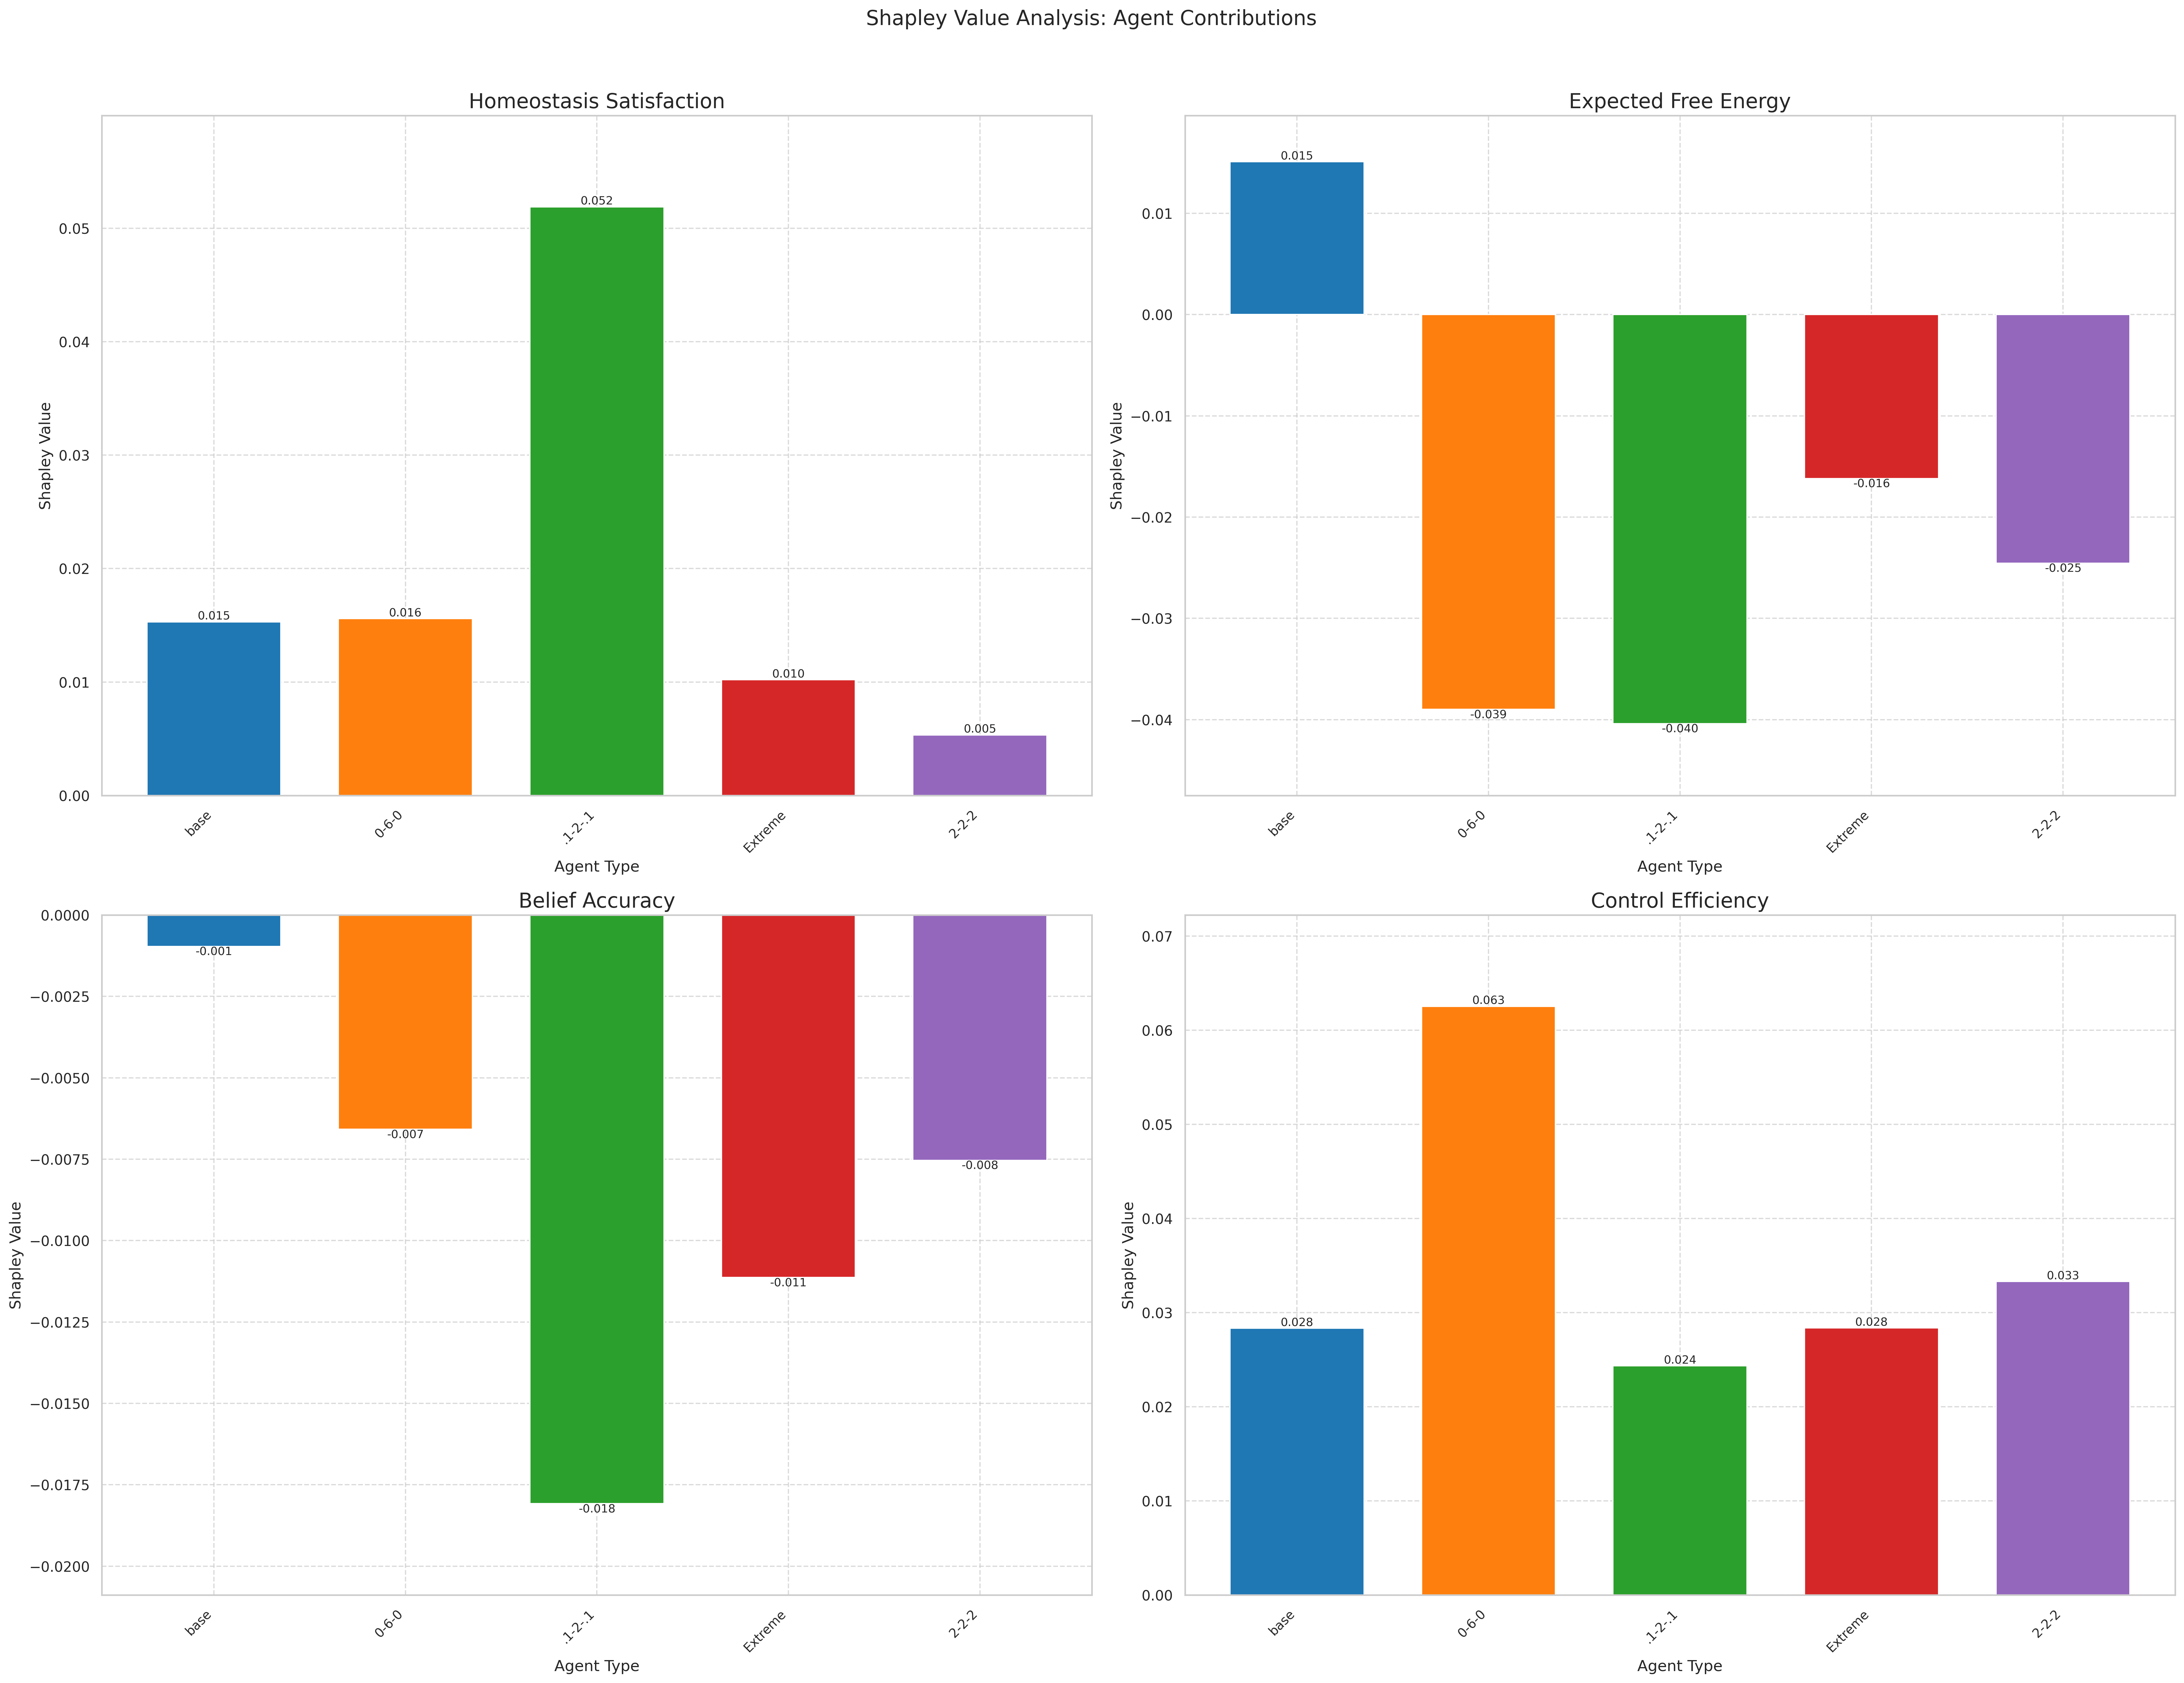 Shapley Value Analysis: Agent Contributions
Homeostasis Satisfaction
Shapley Value
0.05
0.04
0.03
0.02
0.01
0.00
0.015
0.016
0.052
0.010
0.005
base
0-6-0
.1-2-.1
Extreme
2-2-2
Agent Type
Expected Free Energy
Shapley Value
0.01
0.00
−0.01
−0.02
−0.03
−0.04
0.015
-0.039
-0.040
-0.016
-0.025
base
0-6-0
.1-2-.1
Extreme
2-2-2
Agent Type
Belief Accuracy
Shapley Value
0.0000
−0.0025
−0.0050
−0.0075
−0.0100
−0.0125
−0.0150
−0.0175
−0.0200
-0.001
-0.007
-0.018
-0.011
-0.008
base
0-6-0
.1-2-.1
Extreme
2-2-2
Agent Type
Control Efficiency
Shapley Value
0.07
0.06
0.05
0.04
0.03
0.02
0.01
0.00
0.028
0.063
0.024
0.028
0.033
base
0-6-0
.1-2-.1
Extreme
2-2-2
Agent Type